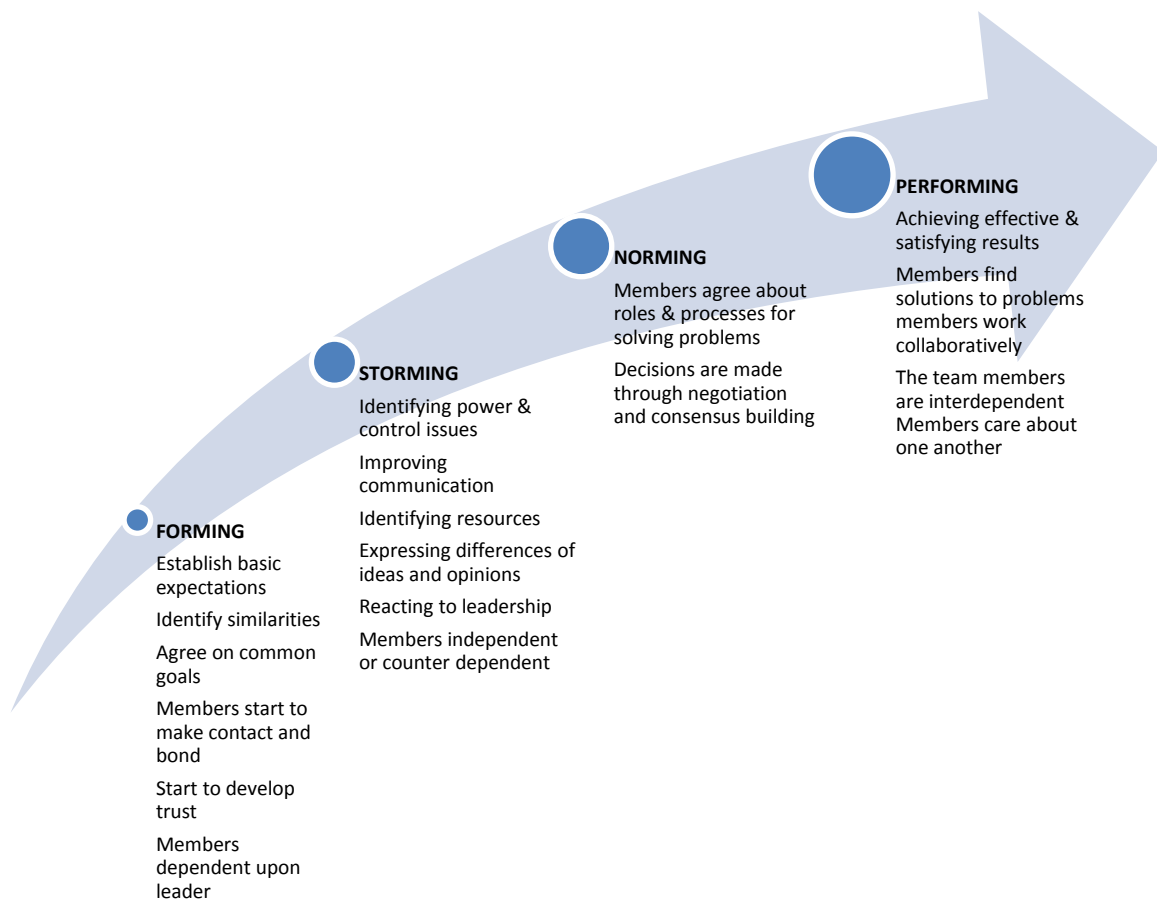 FORMING
Establish basic
expectations
Identify similarities
Agree on common
goals
Members start to
make contact and
bond
Start to develop
trust
Members
dependent upon
leader
STORMING
Identifying power &
control issues
Improving
communication
Identifying resources
Expressing differences of
ideas and opinions
Reacting to leadership
Members independent
or counter dependent
NORMING
Members agree about
roles & processes for
solving problems
Decisions are made
through negotiation
and consensus building
PERFORMING
Achieving effective &
satisfying results
Members find
solutions to problems
members work
collaboratively
The team members
are interdependent
Members care about
one another